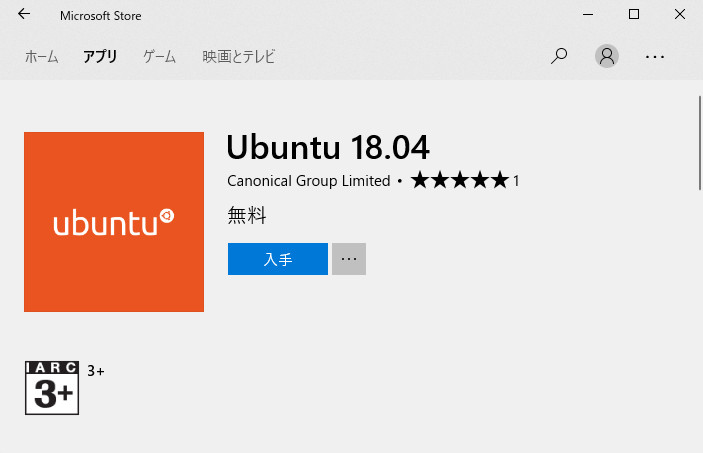 Microsoft Store
ホーム アプリ ゲーム 映画とテレビ
ubuntu
Ubuntu 18.04
Canonical Group Limited • ★★★★★ 1
無料
入手 ···
IARC
3+
3+